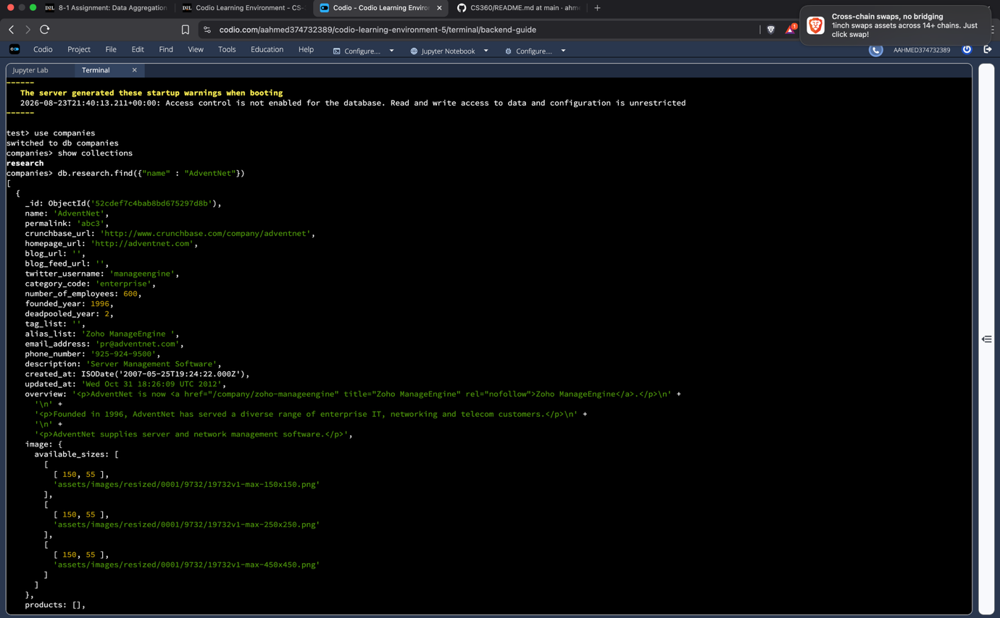 D2L 8-1 Assignment: Data Aggregation
D2L Codio Learning Environment - CS-
Codio - Codio Learning Environ
CS360/README.md at main · ahme
codio.com/aahmed374732389/codio-learning-environment-5/terminal/backend-guide
1
Cross-chain swaps, no bridging
1inch swaps assets across 14+ chains. Just
click swap!
Codio Project File Edit Find View Tools Education Help Configure.... Jupyter Notebook Configure.... AAHMED374732389
Jupyter Lab Terminal
------
The server generated these startup warnings when booting
2026-08-23T21:40:13.211+00:00: Access control is not enabled for the database. Read and write access to data and configuration is unrestricted
------
test> use companies
switched to db companies
companies> show collections
research
companies> db.research.find({"name" : "AdventNet"})
[
{
_id: ObjectId('52cdef7c4bab8bd675297d8b'),
name: 'AdventNet',
permalink: 'abc3',
crunchbase_url: 'http://www.crunchbase.com/company/adventnet',
homepage_url: 'http://adventnet.com',
blog_url: '',
blog_feed_url: '',
twitter_username: 'manageengine',
category_code: 'enterprise',
number_of_employees: 600,
founded_year: 1996,
deadpooled_year: 2,
tag_list: '',
alias_list: 'Zoho ManageEngine ',
email_address: 'pr@adventnet.com',
phone_number: '925-924-9500',
description: 'Server Management Software',
created_at: ISODate('2007-05-25T19:24:22.000Z'),
updated_at: 'Wed Oct 31 18:26:09 UTC 2012',
overview: '<p>AdventNet is now <a href="/company/zoho-manageengine" title="Zoho ManageEngine" rel="nofollow">Zoho ManageEngine</a>.</p>\n' +
'\n' +
'<p>Founded in 1996, AdventNet has served a diverse range of enterprise IT, networking and telecom customers.</p>\n' +
'\n' +
'<p>AdventNet supplies server and network management software.</p>',
image: {
available_sizes: [
[
[ 150, 55 ],
'assets/images/resized/0001/9732/19732v1-max-150x150.png'
],
[
[ 150, 55 ],
'assets/images/resized/0001/9732/19732v1-max-250x250.png'
],
[
[ 150, 55 ],
'assets/images/resized/0001/9732/19732v1-max-450x450.png'
]
]
},
products: [],